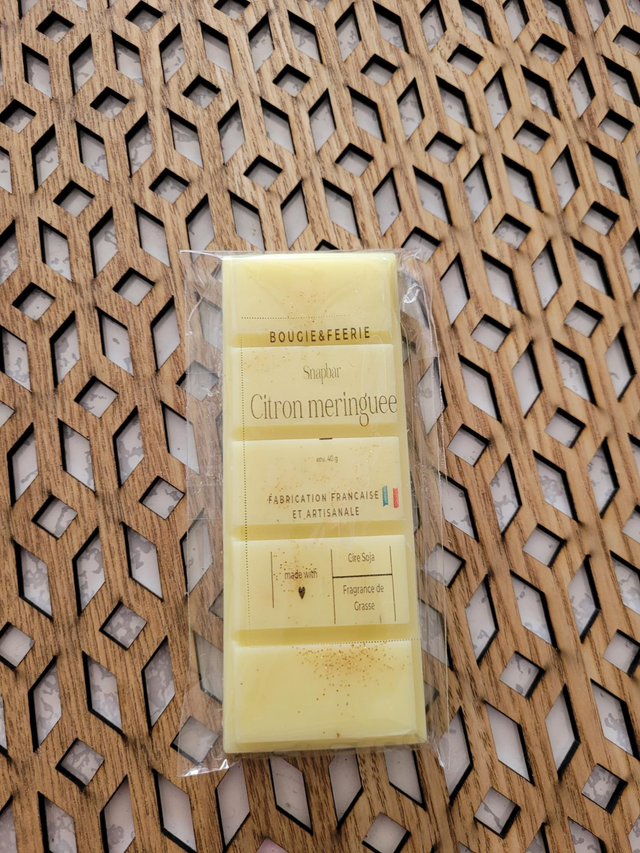 BOUGIE&FEERIE
Snapbar
Citron meringuee
env. 40 g
FABRICATION FRANCAISE
ET ARTISANALE
made with
Cire Soja
Fragrance de
Grasse